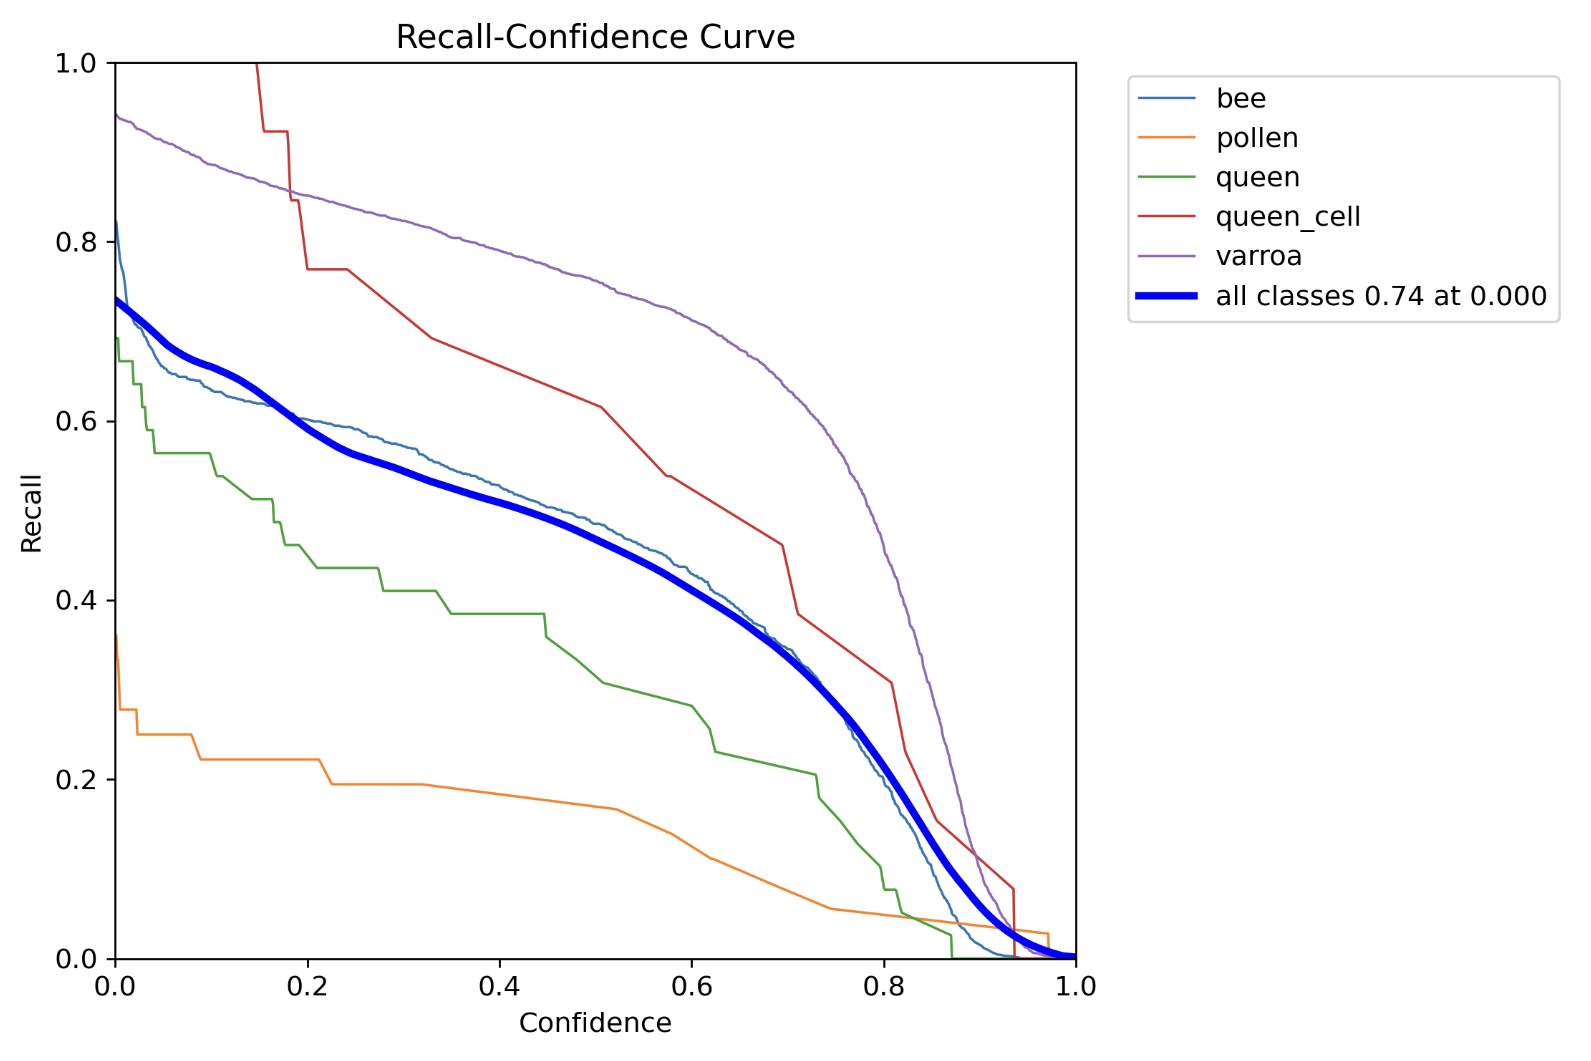 Recall-Confidence Curve
1.0
0.8
0.6
0.4
0.2
0.0
Recall
0.0 0.2 0.4 0.6 0.8 1.0
Confidence
bee
pollen
queen
queen_cell
varroa
all classes 0.74 at 0.000